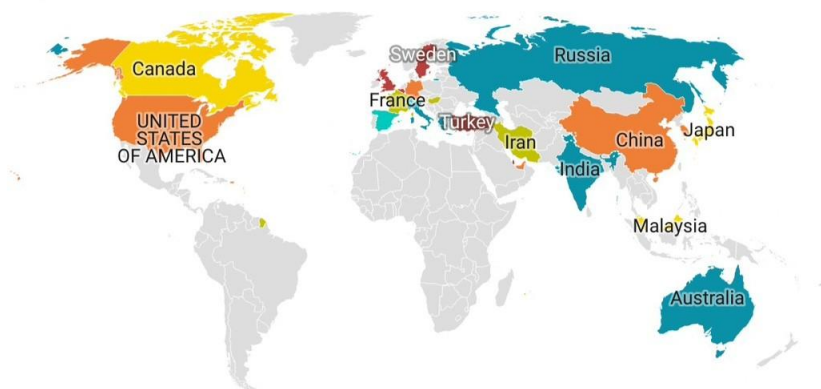 Sweden
Russia
Canada
France
UNITED
STATES
OF AMERICA
Turkey
Iran
China
Japan
India
Malaysia
Australia